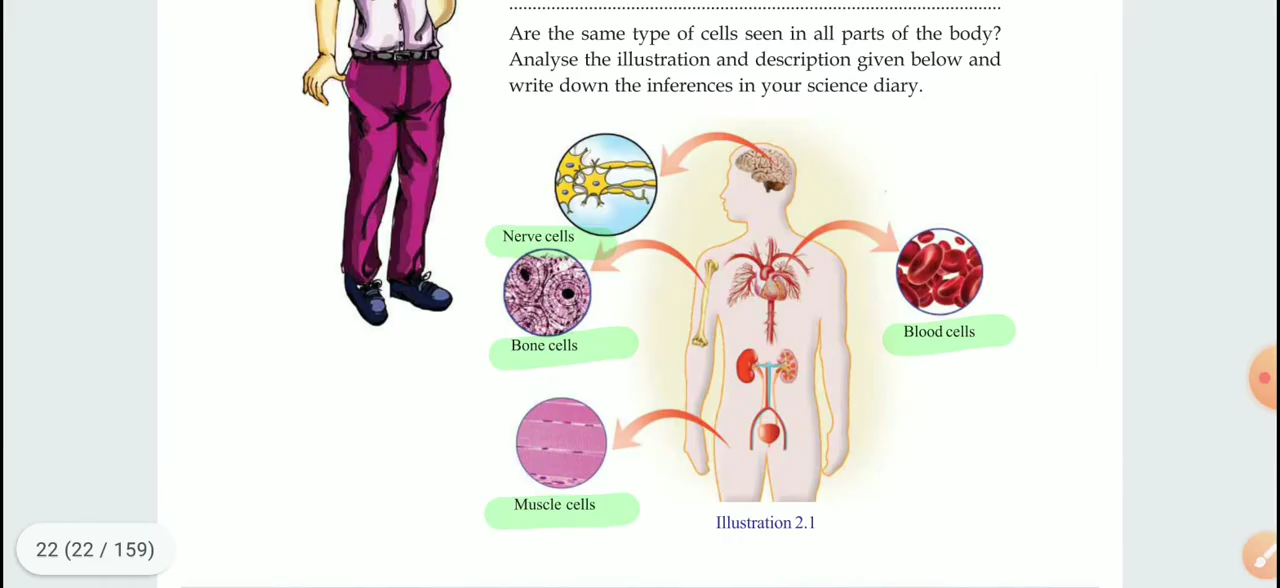 Are the same type of cells seen in all parts of the body?
Analyse the illustration and description given below and
write down the inferences in your science diary.
Nerve cells
Bone cells
Blood cells
Muscle cells
Illustration 2.1
22 (22 / 159)